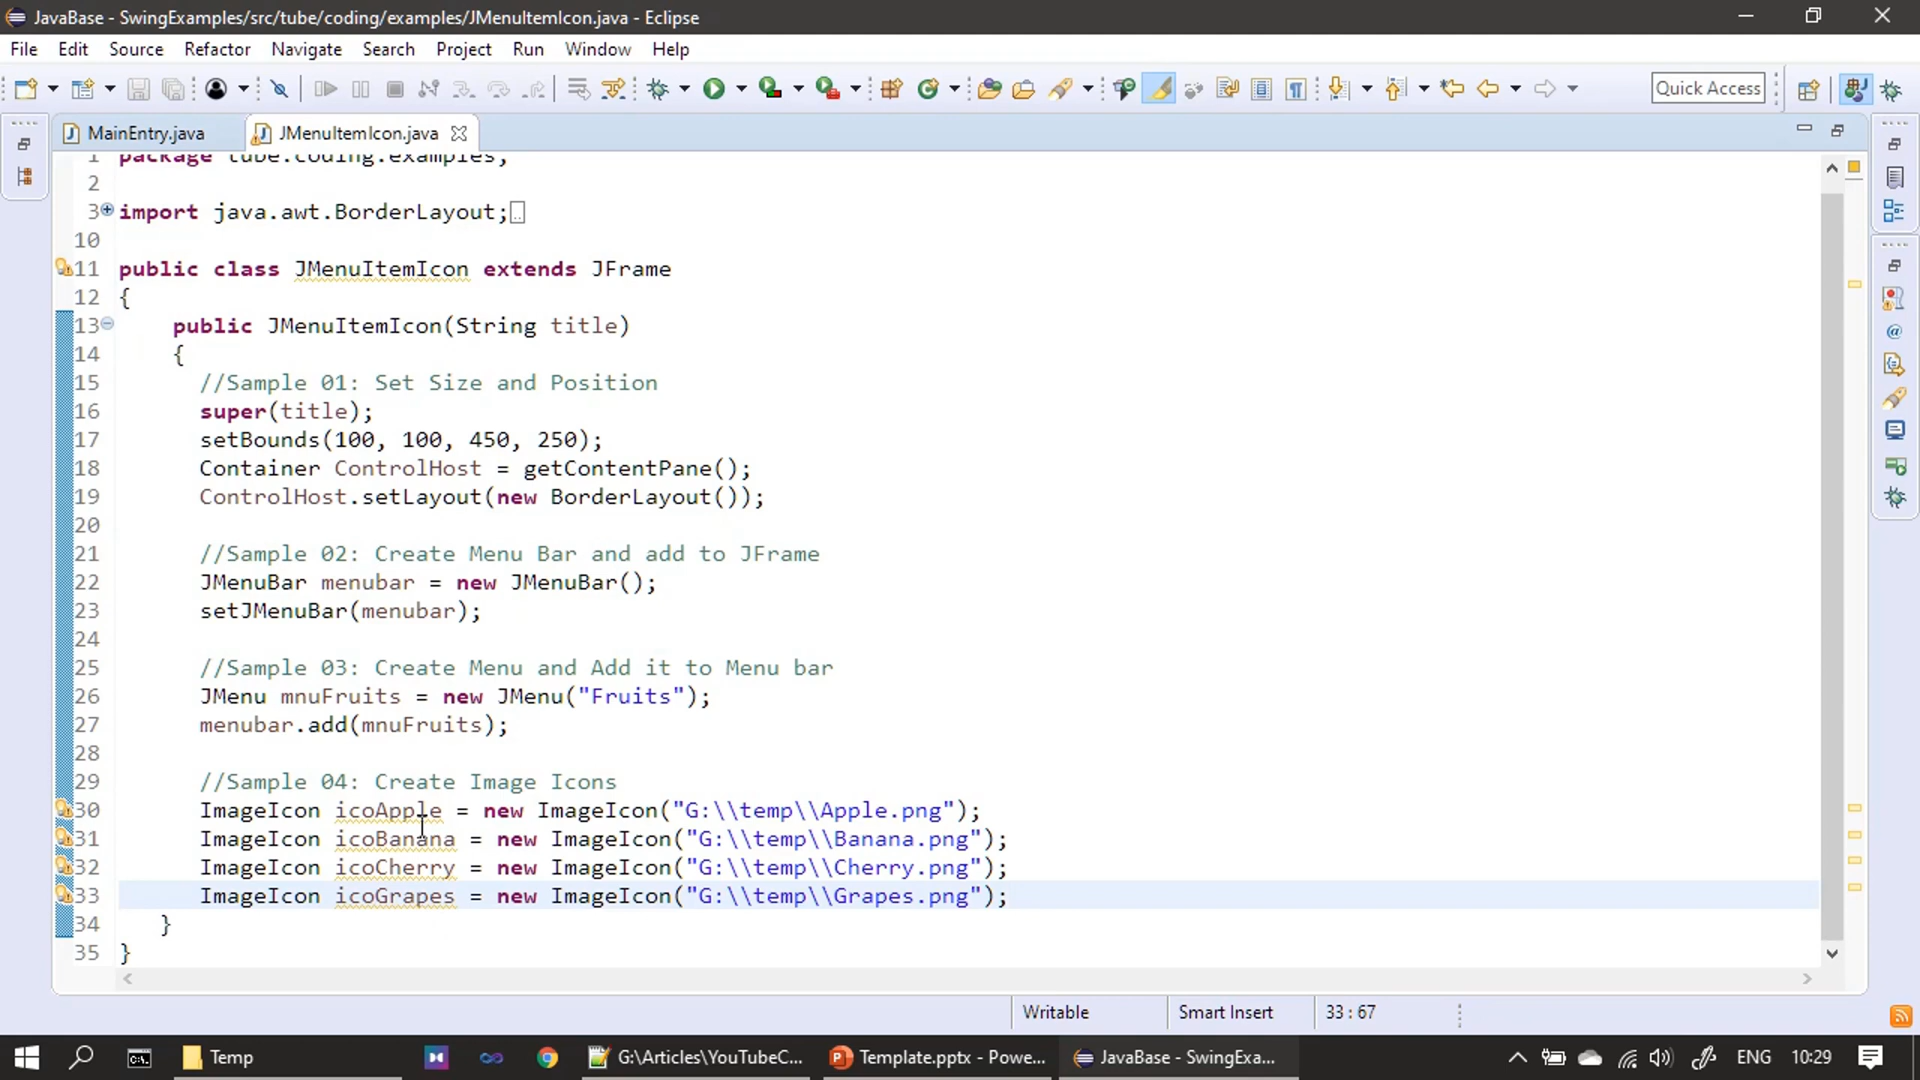 JavaBase - SwingExamples/src/tube/coding/examples/JMenuItemIcon.java - Eclipse
File Edit Source Refactor Navigate Search Project Run Window Help
Quick Access
MainEntry.java JMenuItemIcon.java
1 package tube.coding.examples;
2
3 import java.awt.BorderLayout;
10
11 public class JMenuItemIcon extends JFrame
12 {
13 public JMenuItemIcon(String title)
14 {
15 //Sample 01: Set Size and Position
16 super(title);
17 setBounds(100, 100, 450, 250);
18 Container ControlHost = getContentPane();
19 ControlHost.setLayout(new BorderLayout());
20
21 //Sample 02: Create Menu Bar and add to JFrame
22 JMenuBar menubar = new JMenuBar();
23 setJMenuBar(menubar);
24
25 //Sample 03: Create Menu and Add it to Menu bar
26 JMenu mnuFruits = new JMenu("Fruits");
27 menubar.add(mnuFruits);
28
29 //Sample 04: Create Image Icons
30 ImageIcon icoApple = new ImageIcon("G:\\temp\\Apple.png");
31 ImageIcon icoBanana = new ImageIcon("G:\\temp\\Banana.png");
32 ImageIcon icoCherry = new ImageIcon("G:\\temp\\Cherry.png");
33 ImageIcon icoGrapes = new ImageIcon("G:\\temp\\Grapes.png");
34 }
35 }
Writable Smart Insert 33 : 67
Temp G:\Articles\YouTubeC... Template.pptx - Powe... JavaBase - SwingExa... ENG 10:29